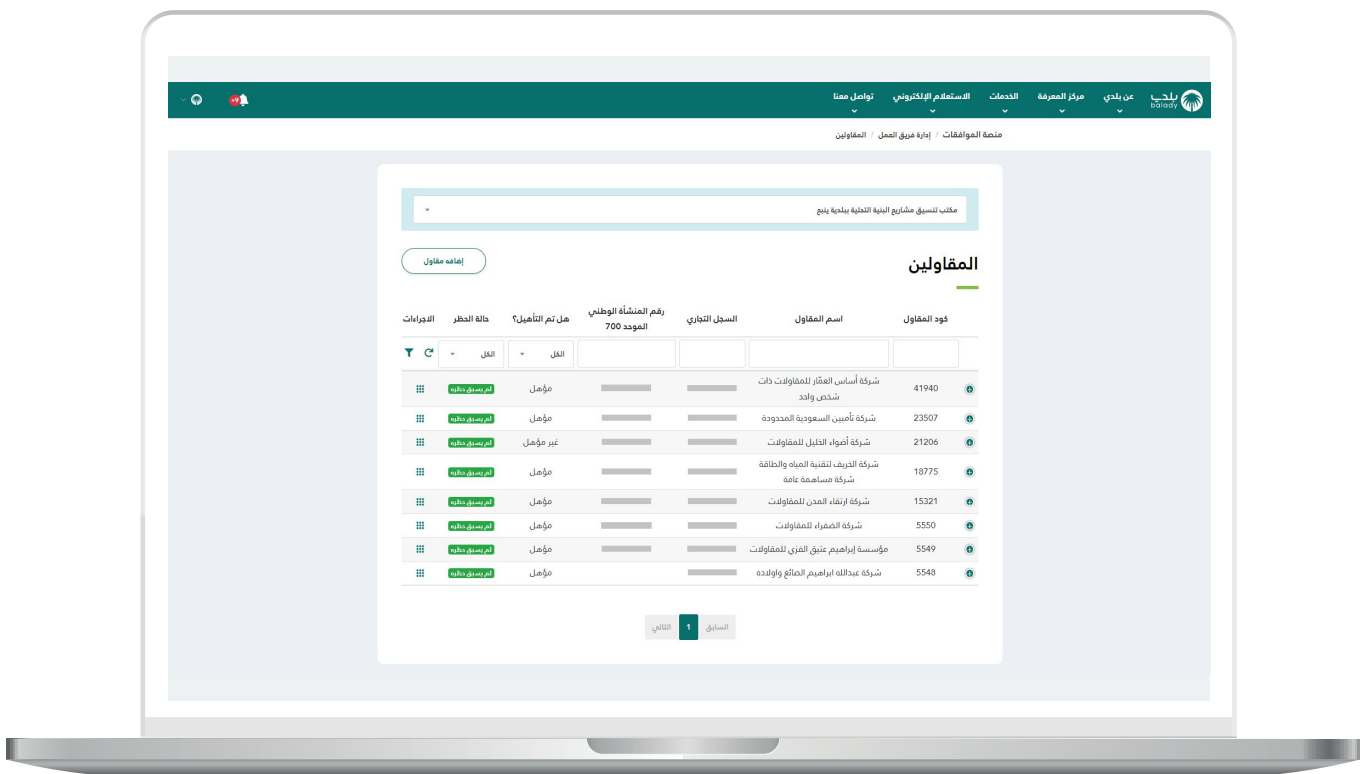 بلدي
balady
عن بلدي
مركز المعرفة
الخدمات
الاستعلام الإلكتروني
تواصل معنا
+9
منصة الموافقات / إدارة فريق العمل / المقاولين
مكتب تنسيق مشاريع البنية التحتية ببلدية ينبع
المقاولين
إضافه مقاول
كود المقاول
اسم المقاول
السجل التجاري
رقم المنشأة الوطني
الموحد 700
هل تم التأهيل؟
حالة الحظر
الاجراءات
الكل
الكل
41940
شركة أساس العمّار للمقاولات ذات
شخص واحد
مؤهل
لم يسبق حظره
23507
شركة تأمبين السعودية المحدودة
مؤهل
لم يسبق حظره
21206
شركة أضواء الخليل للمقاولات
غير مؤهل
لم يسبق حظره
18775
شركة الخريف لتقنية المياه والطاقة
شركة مساهمة عامة
مؤهل
لم يسبق حظره
15321
شركة ارتقاء المدن للمقاولات
مؤهل
لم يسبق حظره
5550
شركة الضفراء للمقاولات
مؤهل
لم يسبق حظره
5549
مؤسسة إبراهيم عتيق الفزي للمقاولات
مؤهل
لم يسبق حظره
5548
شركة عبدالله ابراهيم الصائغ واولاده
مؤهل
لم يسبق حظره
السابق 1 التالي